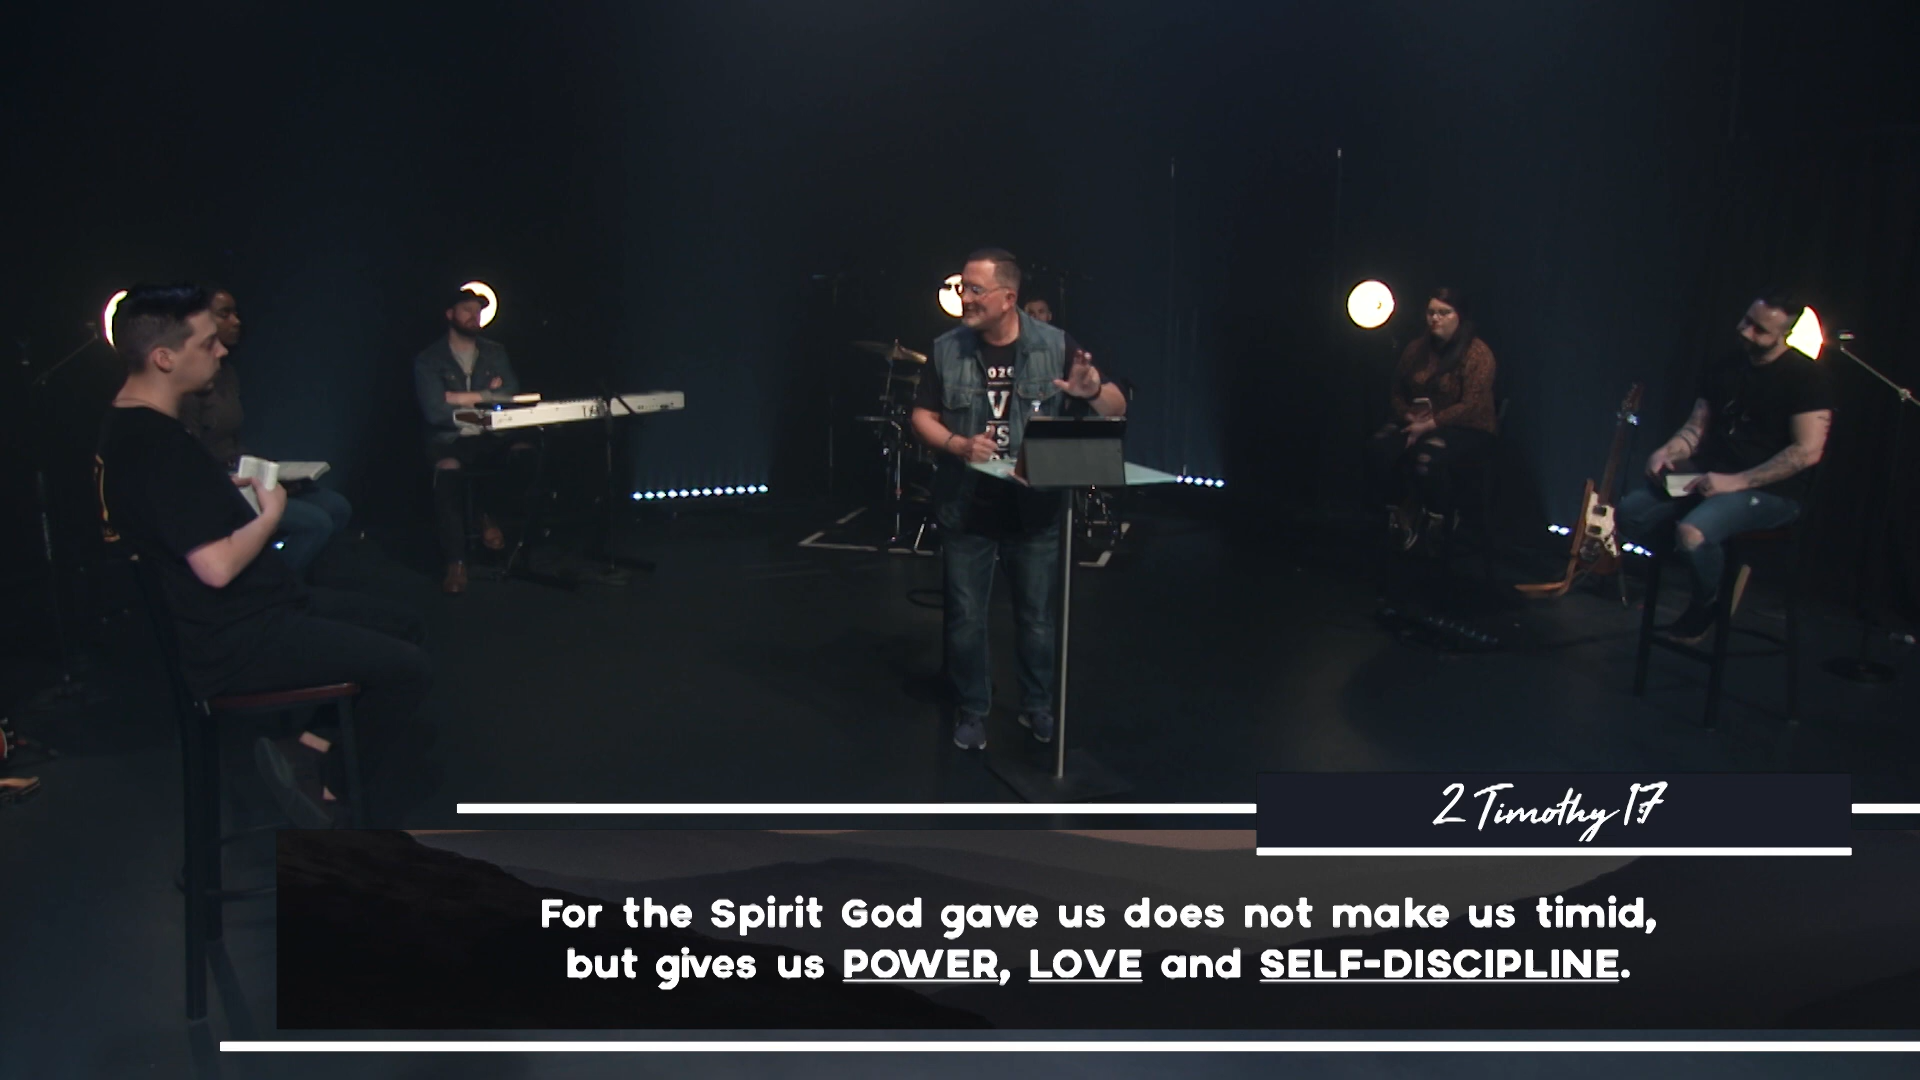 2 Timothy 1:7
For the Spirit God gave us does not make us timid,
but gives us POWER, LOVE and SELF-DISCIPLINE.